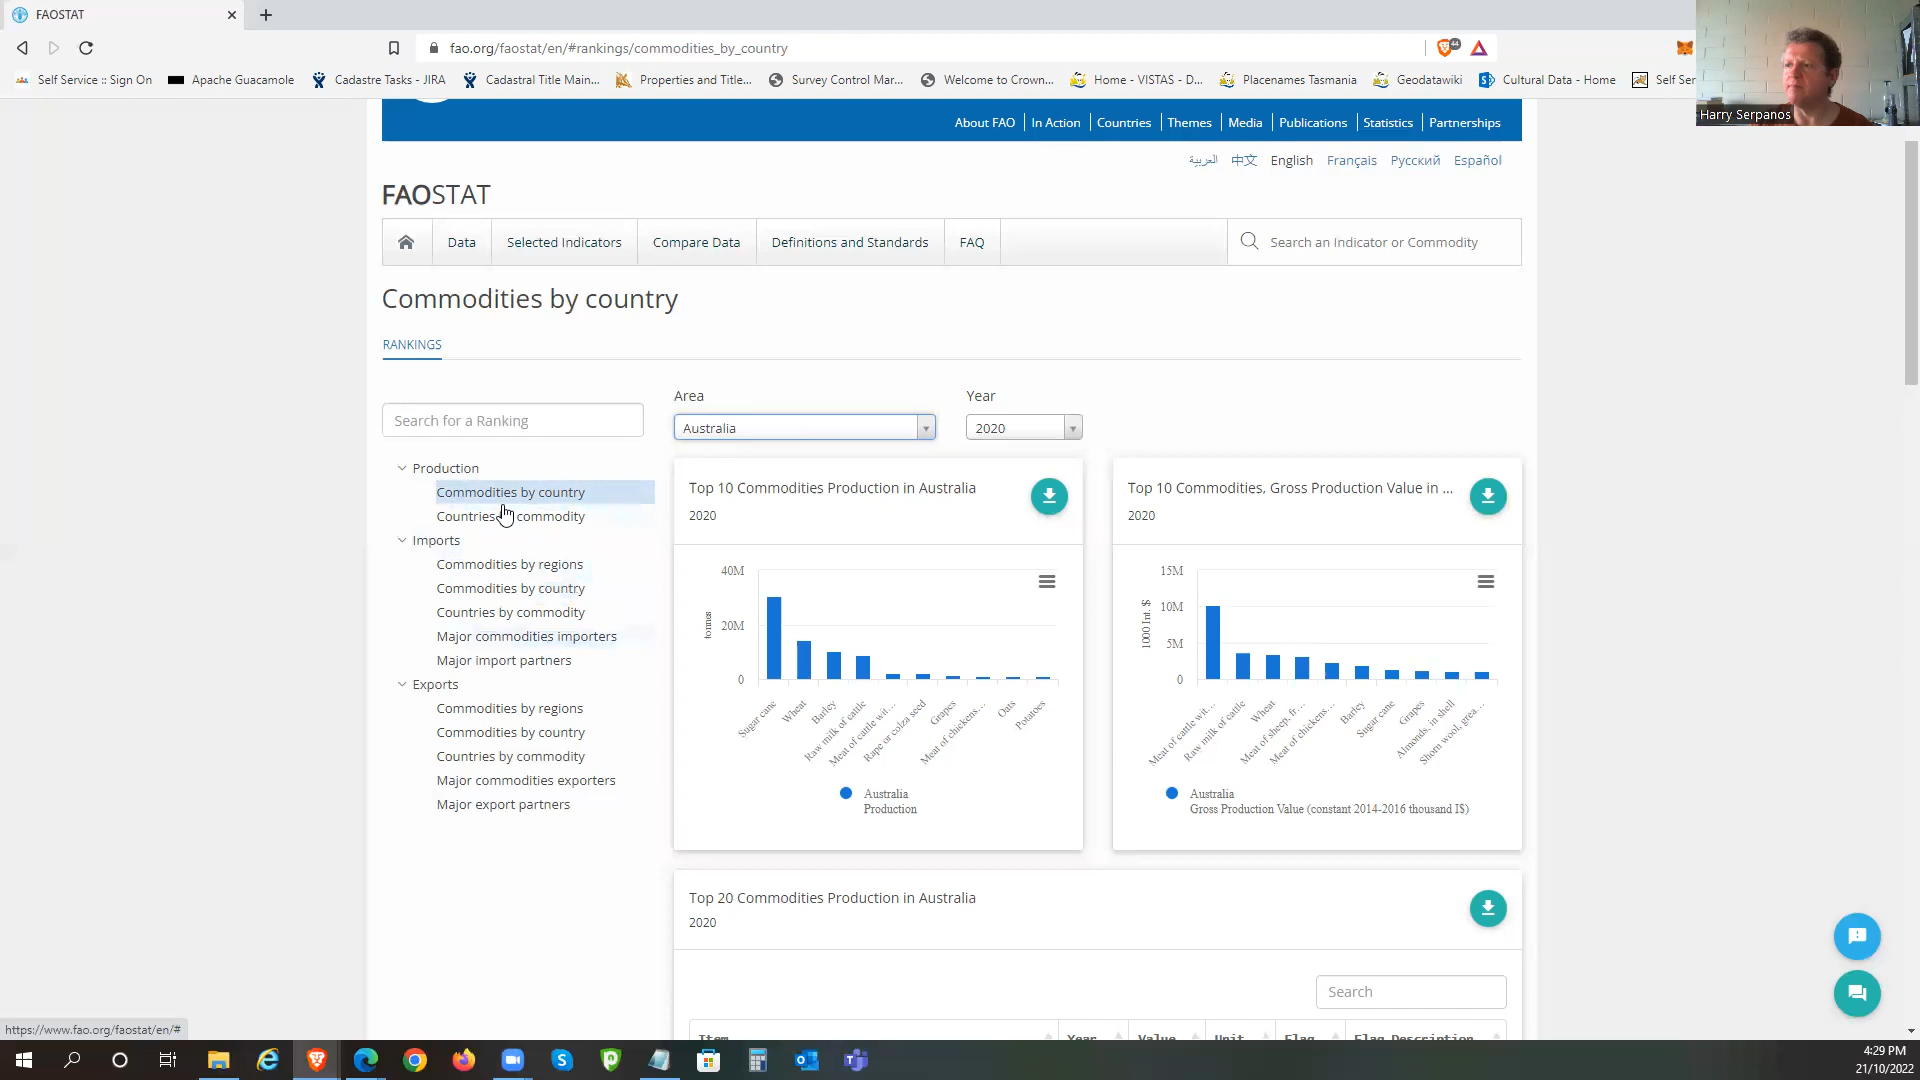 FAOSTAT
fao.org/faostat/en/#rankings/commodities_by_country
44
Self Service :: Sign On
Apache Guacamole
Cadastre Tasks - JIRA
Cadastral Title Main...
Properties and Title...
Survey Control Mar...
Welcome to Crown...
Home - VISTAS - D...
Placenames Tasmania
Geodatawiki
Cultural Data - Home
Self Ser
Harry Serpanos
About FAO
In Action
Countries
Themes
Media
Publications
Statistics
Partnerships
العربية
中文
English
Français
Русский
Español
FAOSTAT
Data
Selected Indicators
Compare Data
Definitions and Standards
FAQ
Search an Indicator or Commodity
Commodities by country
RANKINGS
Search for a Ranking
Area
Australia
Year
2020
Production
Commodities by country
Countries commodity
Imports
Commodities by regions
Commodities by country
Countries by commodity
Major commodities importers
Major import partners
Exports
Commodities by regions
Commodities by country
Countries by commodity
Major commodities exporters
Major export partners
Top 10 Commodities Production in Australia
2020
40M
20M
0
tonnes
Sugar cane
Wheat
Barley
Raw milk of cattle
Meat of cattle wit...
Rape or colza seed
Grapes
Meat of chickens...
Oats
Potatoes
Australia
Production
Top 10 Commodities, Gross Production Value in ...
2020
15M
10M
5M
0
1000 Int. $
Meat of cattle wit...
Raw milk of cattle
Wheat
Meat of sheep, fr...
Meat of chickens...
Barley
Sugar cane
Grapes
Almonds, in shell
Shorn wool, grea...
Australia
Gross Production Value (constant 2014-2016 thousand I$)
Top 20 Commodities Production in Australia
2020
Search
Item
Year
Value
Unit
Flag
Flag Description
https://www.fao.org/faostat/en/#
4:29 PM
21/10/2022